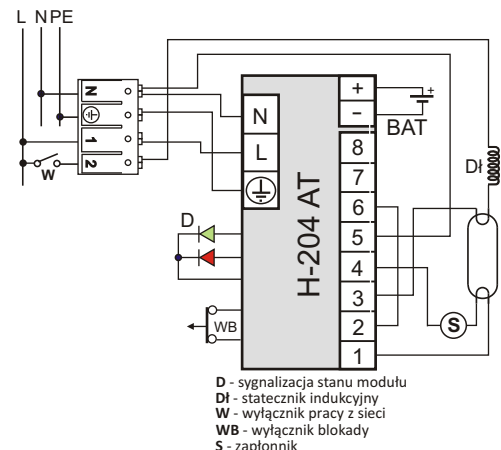 L N PE
N
1
2
W
N
L
H-204 AT
+
-
BAT
8
7
6
5
4
3
2
1
D
WB
Dł
S
D - sygnalizacja stanu modułu
Dł - statecznik indukcyjny
W - wyłącznik pracy z sieci
WB - wyłącznik blokady
S - zapłonnik